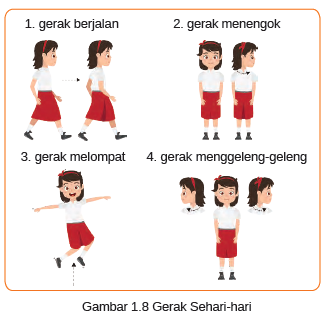 1. gerak berjalan
2. gerak menengok
3. gerak melompat
4. gerak menggeleng-geleng
Gambar 1.8 Gerak Sehari-hari